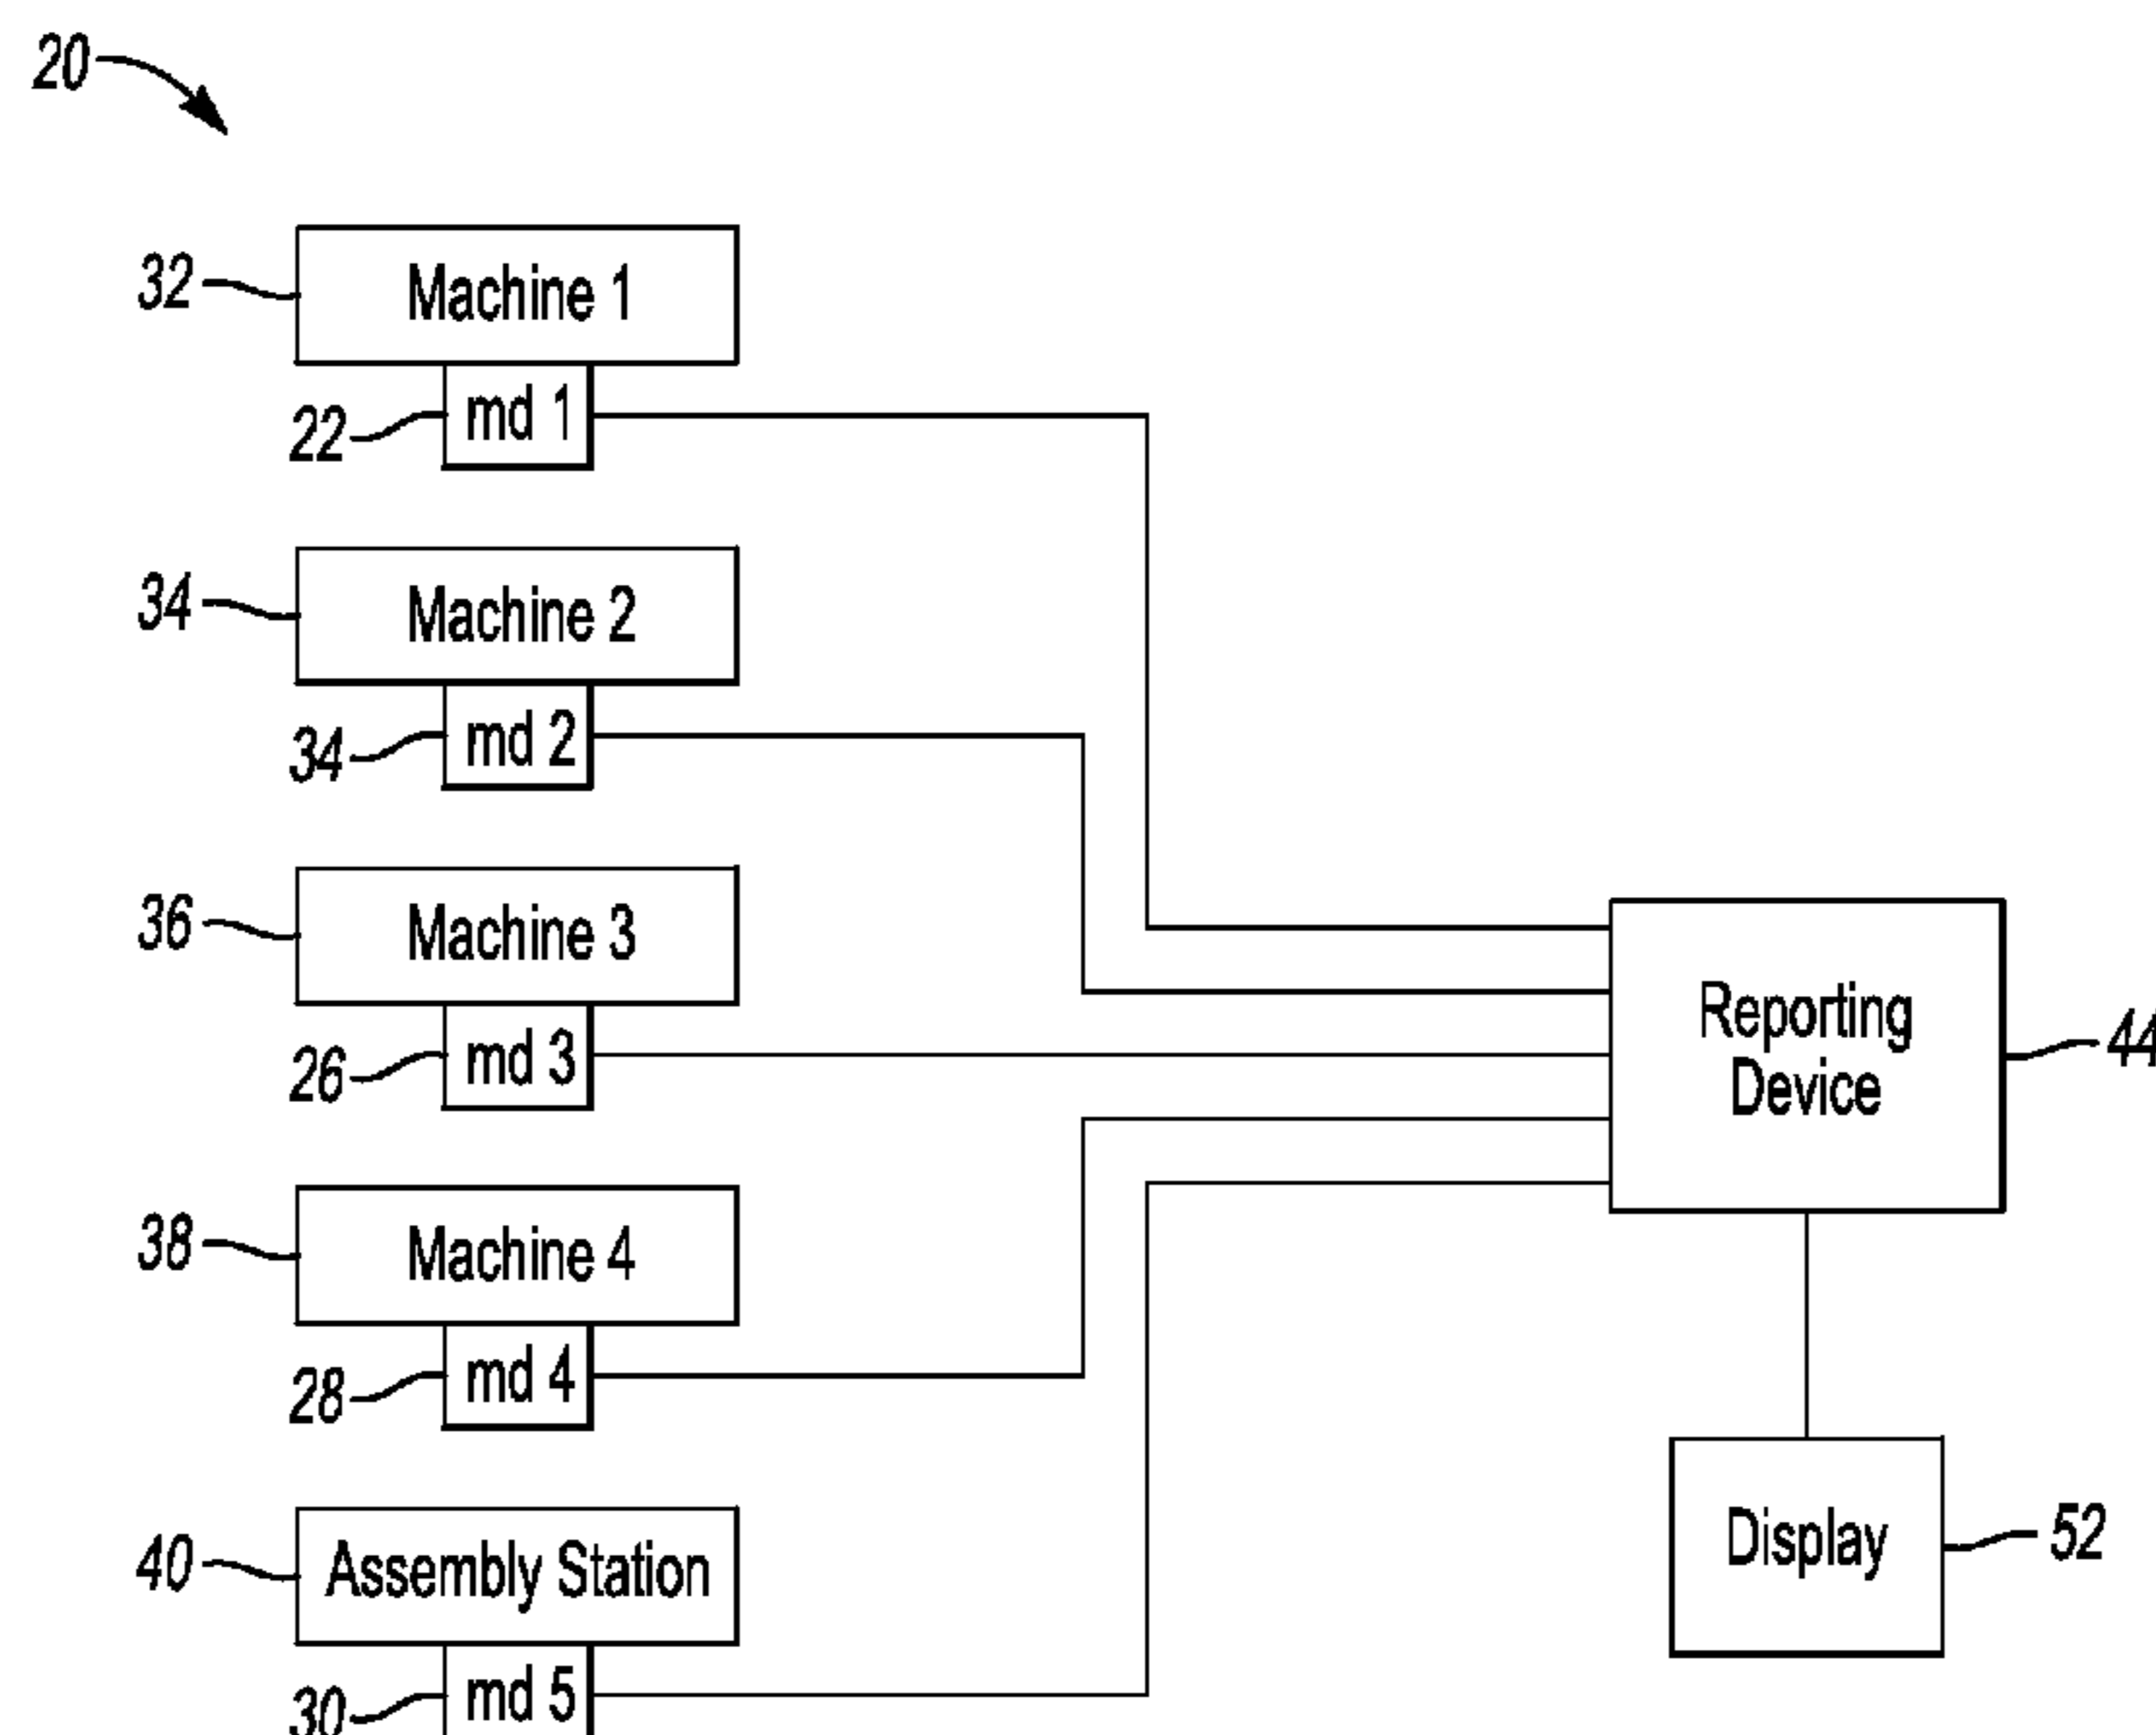 20
32
Machine 1
22
md 1
34
Machine 2
34
md 2
36
Machine 3
26
md 3
Reporting
Device
44
38
Machine 4
28
md 4
40
Assembly Station
Display
52
30
md 5